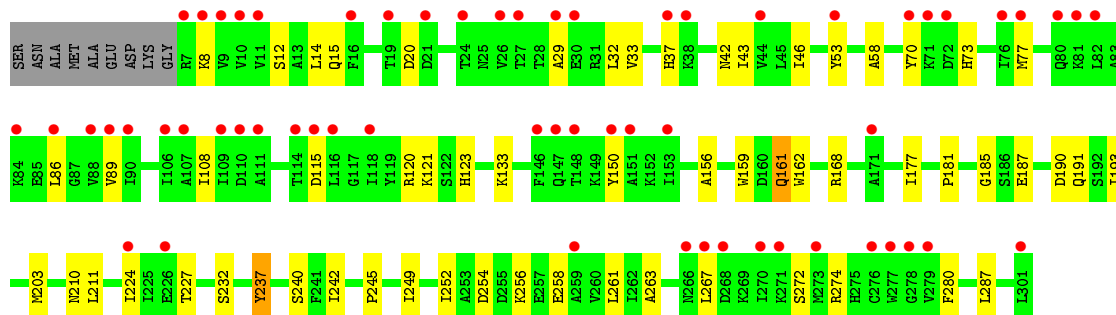 SER ASN ALA MET ALA GLU ASP LYS GLY R7 K8 V9 V10 V11 S12 A13 L14 Q15 F16 T19 D20 D21 T24 N25 V26 T27 T28 A29 E30 R31 L32 V33 H37 K38 N42 I43 V44 L45 I46 Y53 A58 Y70 K71 D72 H73 I76 M77 Q80 K81 L82 A83
K84 E85 L86 G87 V88 V89 I90 I106 A107 I108 I109 D110 A111 T114 D115 L116 G117 I118 Y119 R120 K121 S122 H123 K133 F146 Q147 T148 K149 Y150 A151 K152 I153 A156 W159 D160 Q161 W162 R168 A171 I177 P181 G185 S186 E187 D190 Q191 S192 I193
M203 N210 L211 I224 I225 E226 T227 S232 Y237 S240 F241 I242 P245 I249 I252 A253 D254 D255 K256 E257 E258 A259 V260 L261 I262 A263 N266 L267 D268 K269 I270 K271 S272 M273 R274 H275 C276 W277 G278 V279 F280 L287 L301